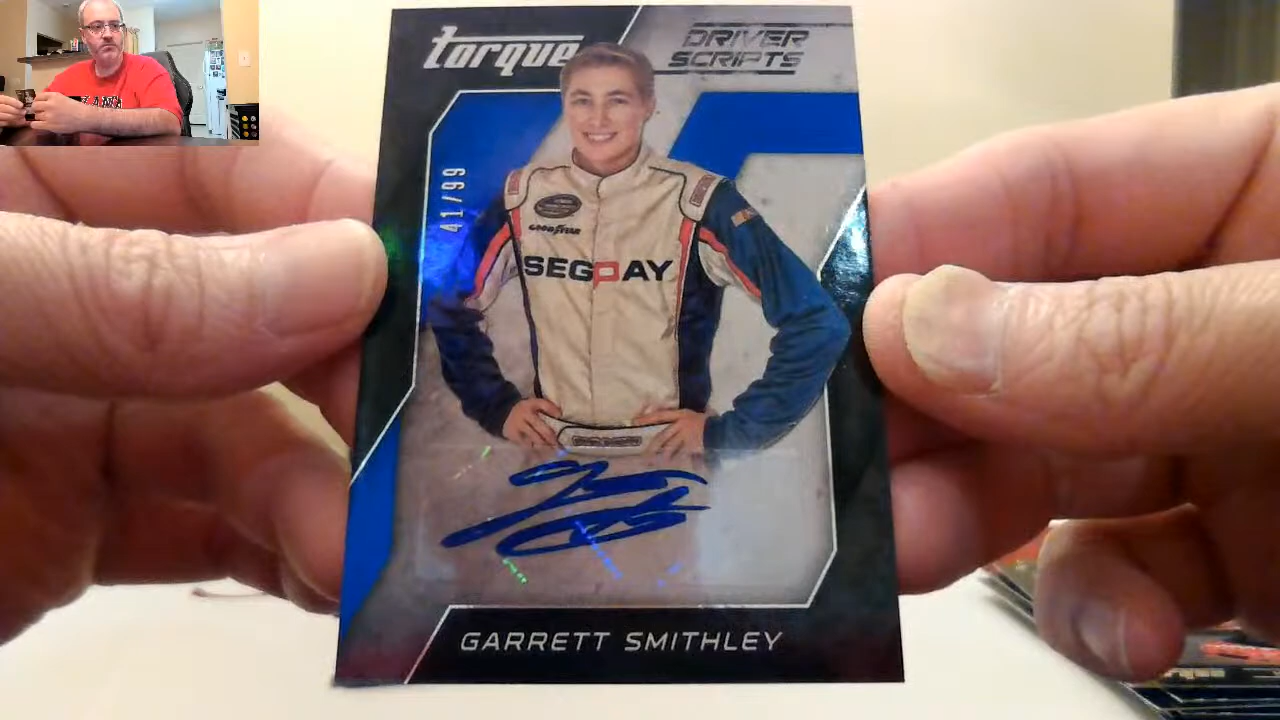 torque
DRIVER
SCRIPTS
41/99
GOODYEAR
SEGPAY
GARRETT SMITHLEY